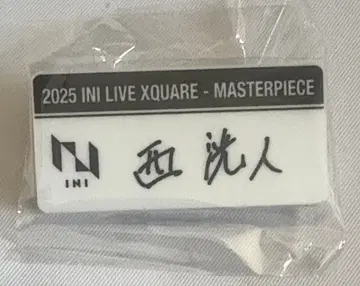 2025 INI LIVE XQUARE - MASTERPIECE
INI 西 洸人